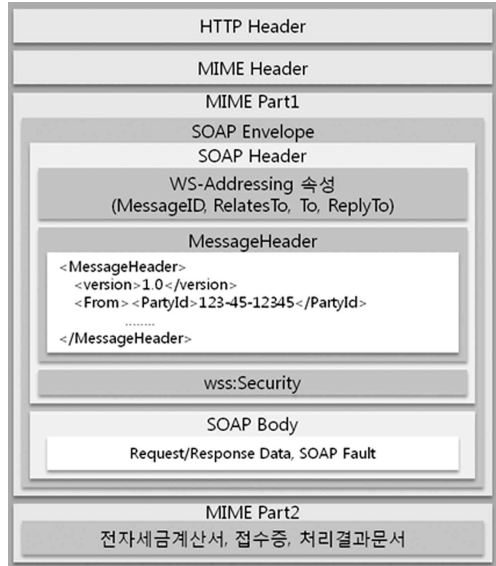 HTTP Header
MIME Header
MIME Part1
SOAP Envelope
SOAP Header
WS-Addressing 속성
(MessageID, RelatesTo, To, ReplyTo)
MessageHeader
<MessageHeader>
<version>1.0</version>
<From><PartyId>123-45-12345</PartyId>
........
</MessageHeader>
wss:Security
SOAP Body
Request/Response Data, SOAP Fault
MIME Part2
전자세금계산서, 접수증, 처리결과문서